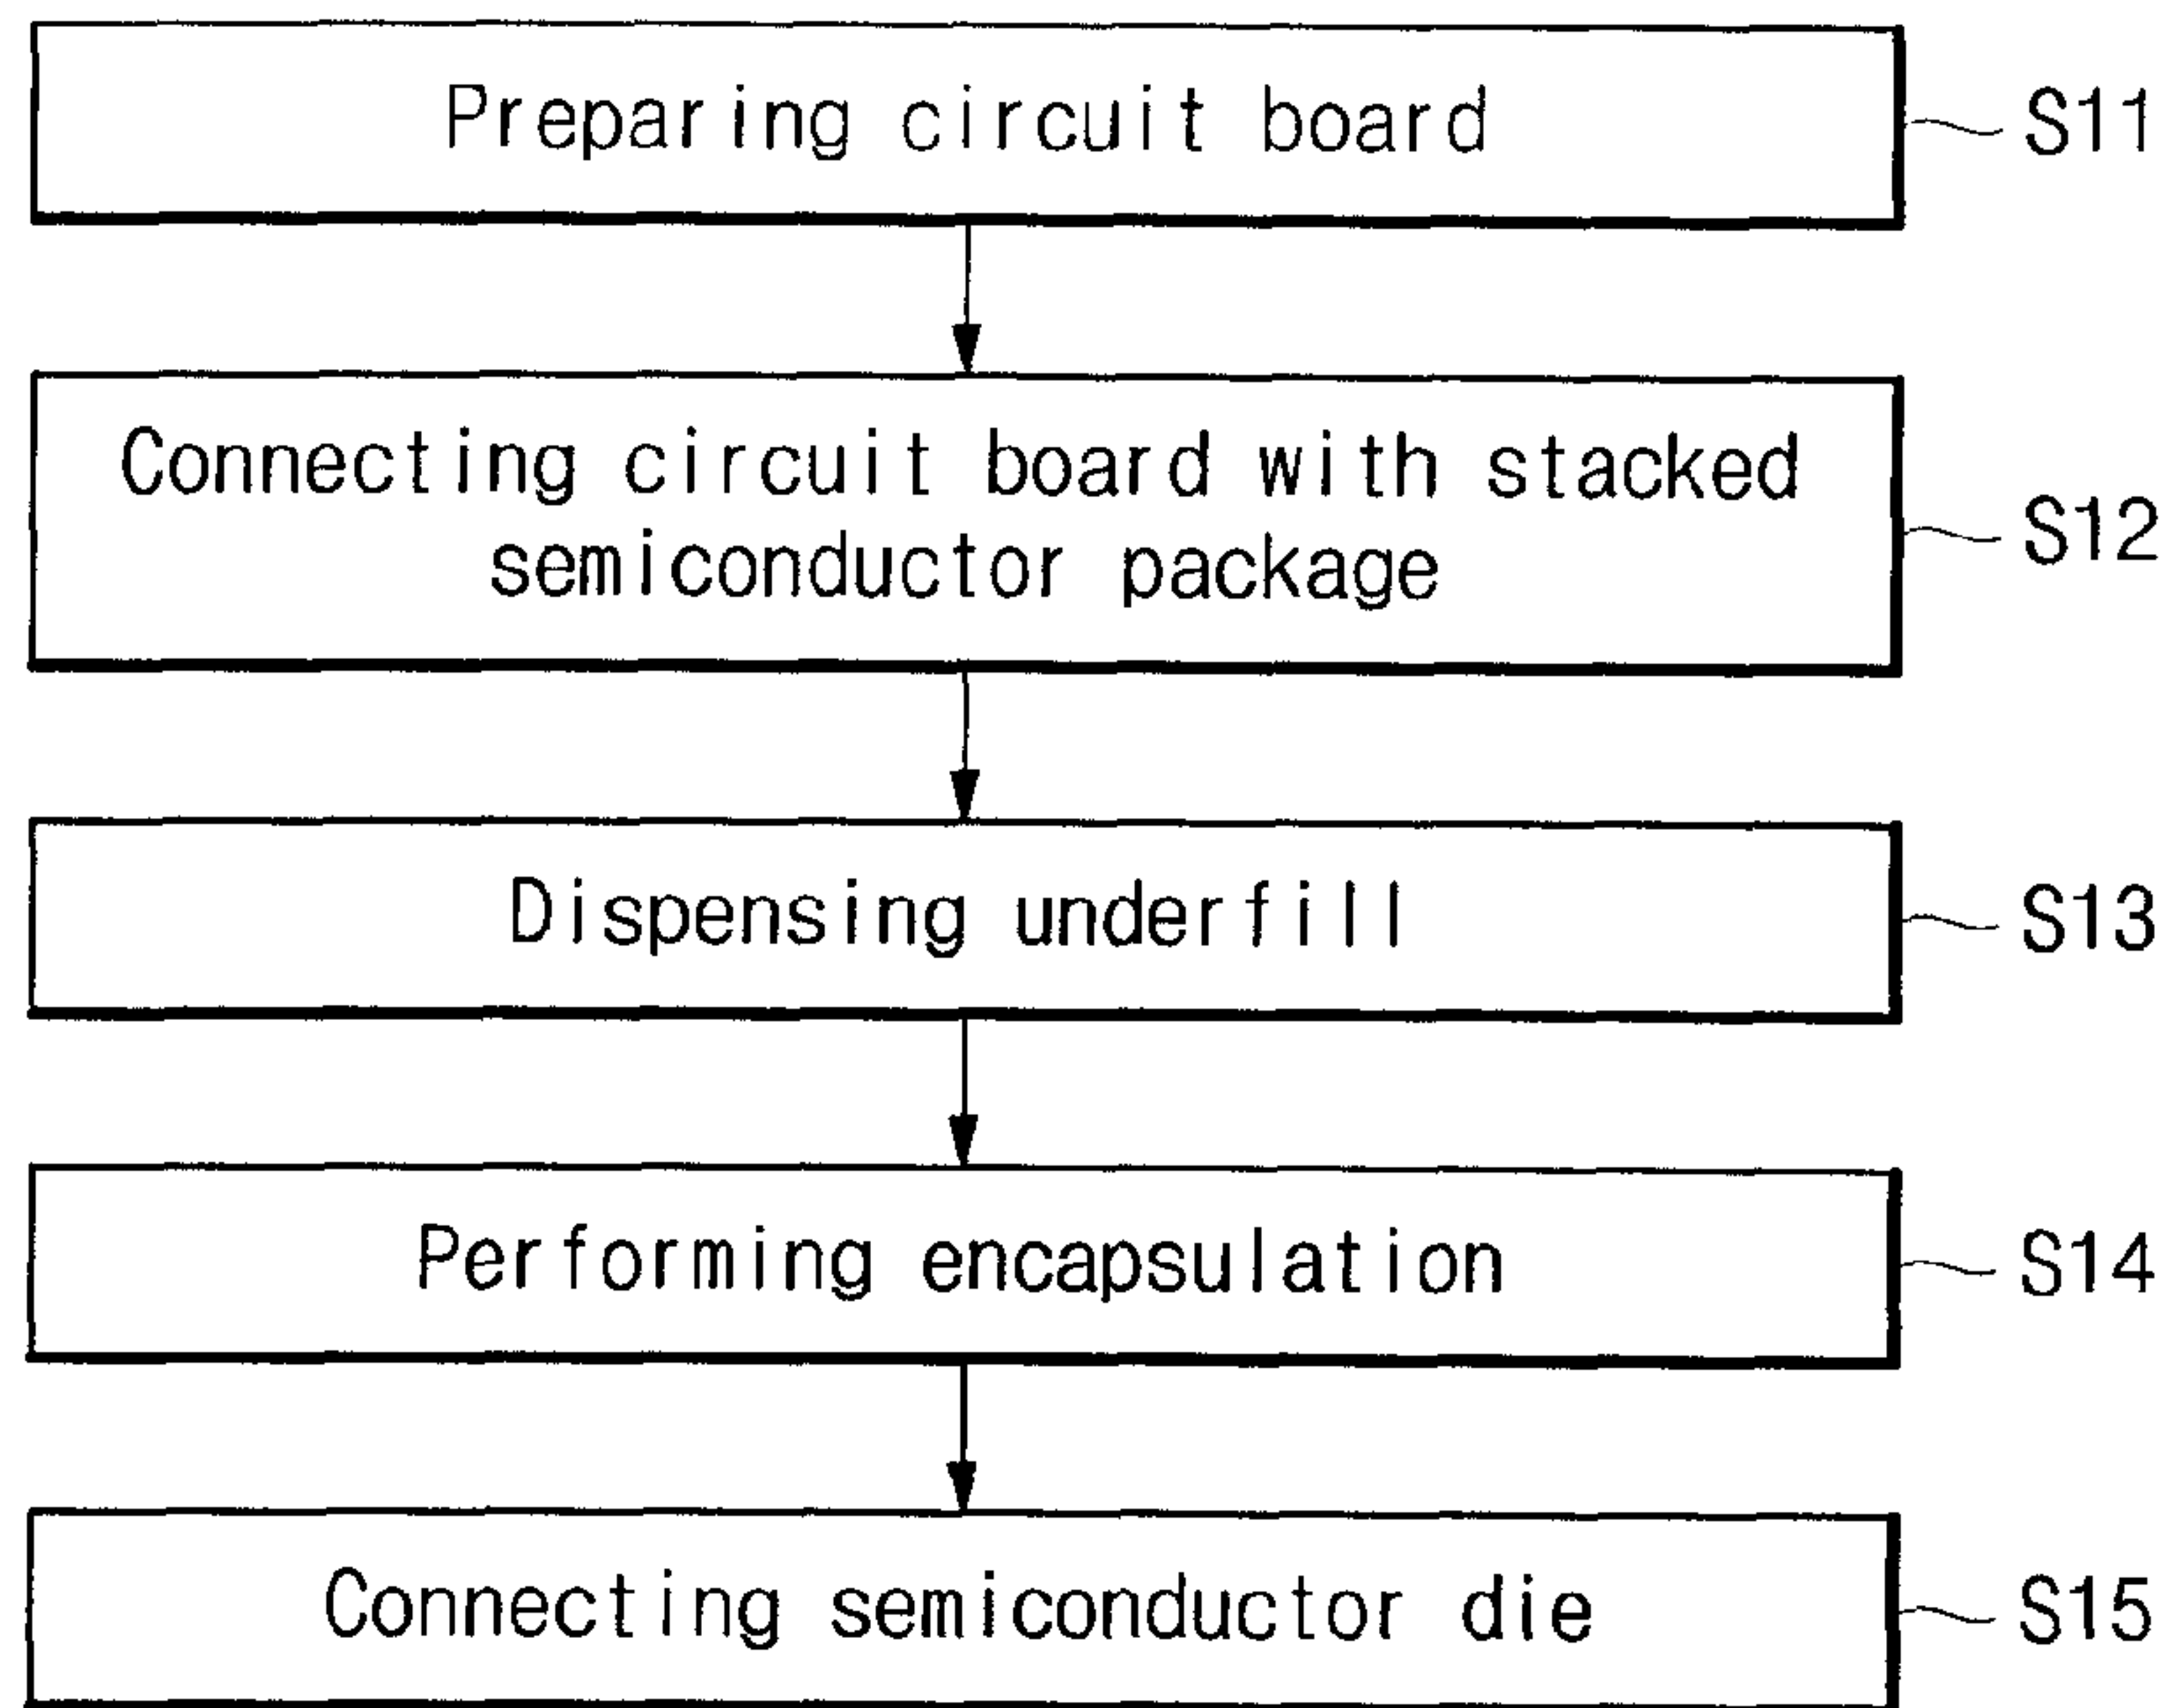 Preparing circuit board
S11
Connecting circuit board with stacked
semiconductor package
S12
Dispensing underfill
S13
Performing encapsulation
S14
Connecting semiconductor die
S15